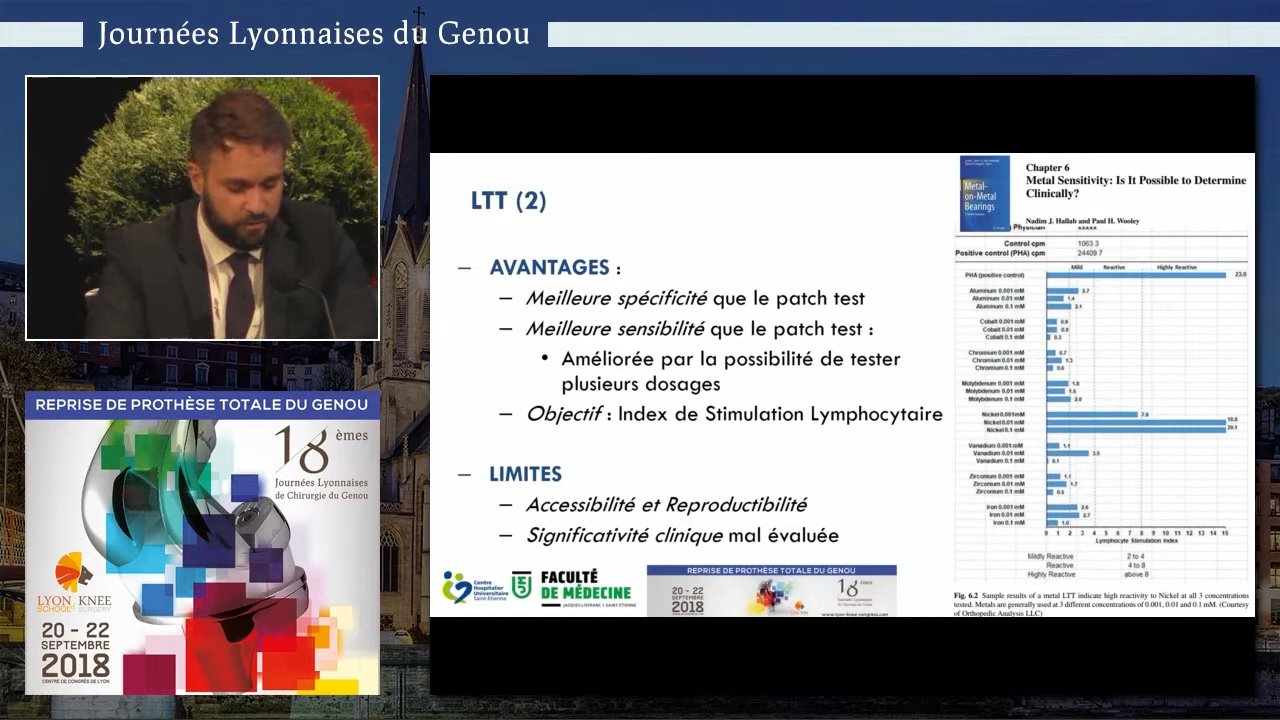 Journées Lyonnaises du Genou
REPRISE DE PROTHÈSE TOTALE DU GENOU
18 èmes
Journées Lyonnaises
de Chirurgie du Genou
LYON KNEE
SCHOOL OF SURGERY
20 - 22
SEPTEMBRE
2018
CENTRE DE CONGRÈS DE LYON
LTT (2)
– AVANTAGES :
– Meilleure spécificité que le patch test
– Meilleure sensibilité que le patch test :
• Améliorée par la possibilité de tester
plusieurs dosages
– Objectif : Index de Stimulation Lymphocytaire
– LIMITES
– Accessibilité et Reproductibilité
– Significativité clinique mal évaluée
Centre
Hospitalier
Universitaire
Saint-Étienne
FACULTÉ
DE MÉDECINE
JACQUES LISFRANC | SAINT-ETIENNE
REPRISE DE PROTHÈSE TOTALE DU GENOU
20 - 22
SEPTEMBRE
2018
18 èmes
www.lyon-knee-congress.com
Metal-
on-Metal
Bearings
Chapter 6
Metal Sensitivity: Is It Possible to Determine
Clinically?
Nadim J. Hallab and Paul H. Wooley
Physician xxxxx
Control cpm 1063.3
Positive control (PHA) cpm 24409.7
Mild Reactive Highly Reactive
PHA (positive control) 23.0
Aluminum 0.001 mM 2.7
Aluminum 0.01 mM 1.4
Aluminum 0.1 mM 2.1
Cobalt 0.001 mM 0.9
Cobalt 0.01 mM 0.9
Cobalt 0.1 mM 0.3
Chromium 0.001 mM 0.7
Chromium 0.01 mM 1.3
Chromium 0.1 mM 0.6
Molybdenum 0.001 mM 1.8
Molybdenum 0.01 mM 1.5
Molybdenum 0.1 mM 2.0
Nickel 0.001mM 7.6
Nickel 0.01 mM
Nickel 0.1 mM 20.1
Vanadium 0.001 mM 1.1
Vanadium 0.01 mM 3.5
Vanadium 0.1 mM 0.1
Zirconium 0.001 mM 1.1
Zirconium 0.01 mM 1.7
Zirconium 0.1 mM 0.5
Iron 0.001 mM 2.6
Iron 0.01 mM 2.7
Iron 0.1 mM 1.0
0 1 2 3 4 5 6 7 8 9 10 11 12 13 14 15
Lymphocyte Stimulation Index
Mildly Reactive 2 to 4
Reactive 4 to 8
Highly Reactive above 8
Fig. 6.2 Sample results of a metal LTT indicate high reactivity to Nickel at all 3 concentrations
tested. Metals are generally used at 3 different concentrations of 0.001, 0.01 and 0.1 mM. (Courtesy
of Orthopedic Analysis LLC)